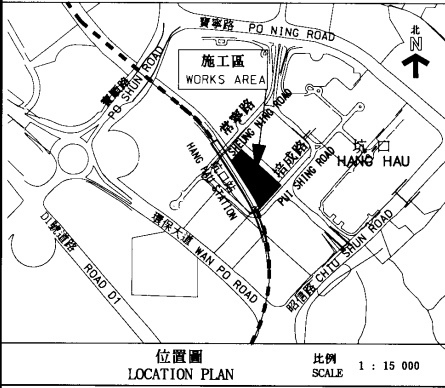 寶寧路 PO NING ROAD
北
N
施工區
WORKS AREA
寶順路
PO SHUN ROAD
常寧路
SHEUNG NING ROAD
培成路
PUI SHING ROAD
坑口
HANG HAU
坑口站
HANG HAU STATION
環保大道 WAN PO ROAD
D1號道路
ROAD D1
昭信路 CHIU SHUN ROAD
位置圖
LOCATION PLAN
比例
SCALE 1 : 15 000